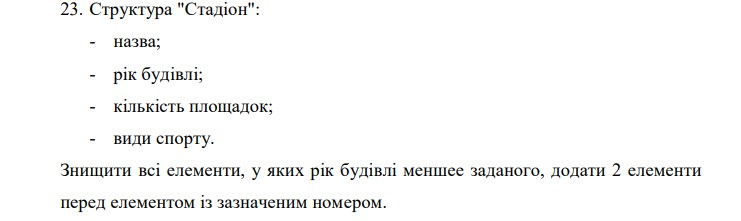 23. Структура "Стадіон":
- назва;
- рік будівлі;
- кількість площадок;
- види спорту.
Знищити всі елементи, у яких рік будівлі меншее заданого, додати 2 елементи
перед елементом із зазначеним номером.